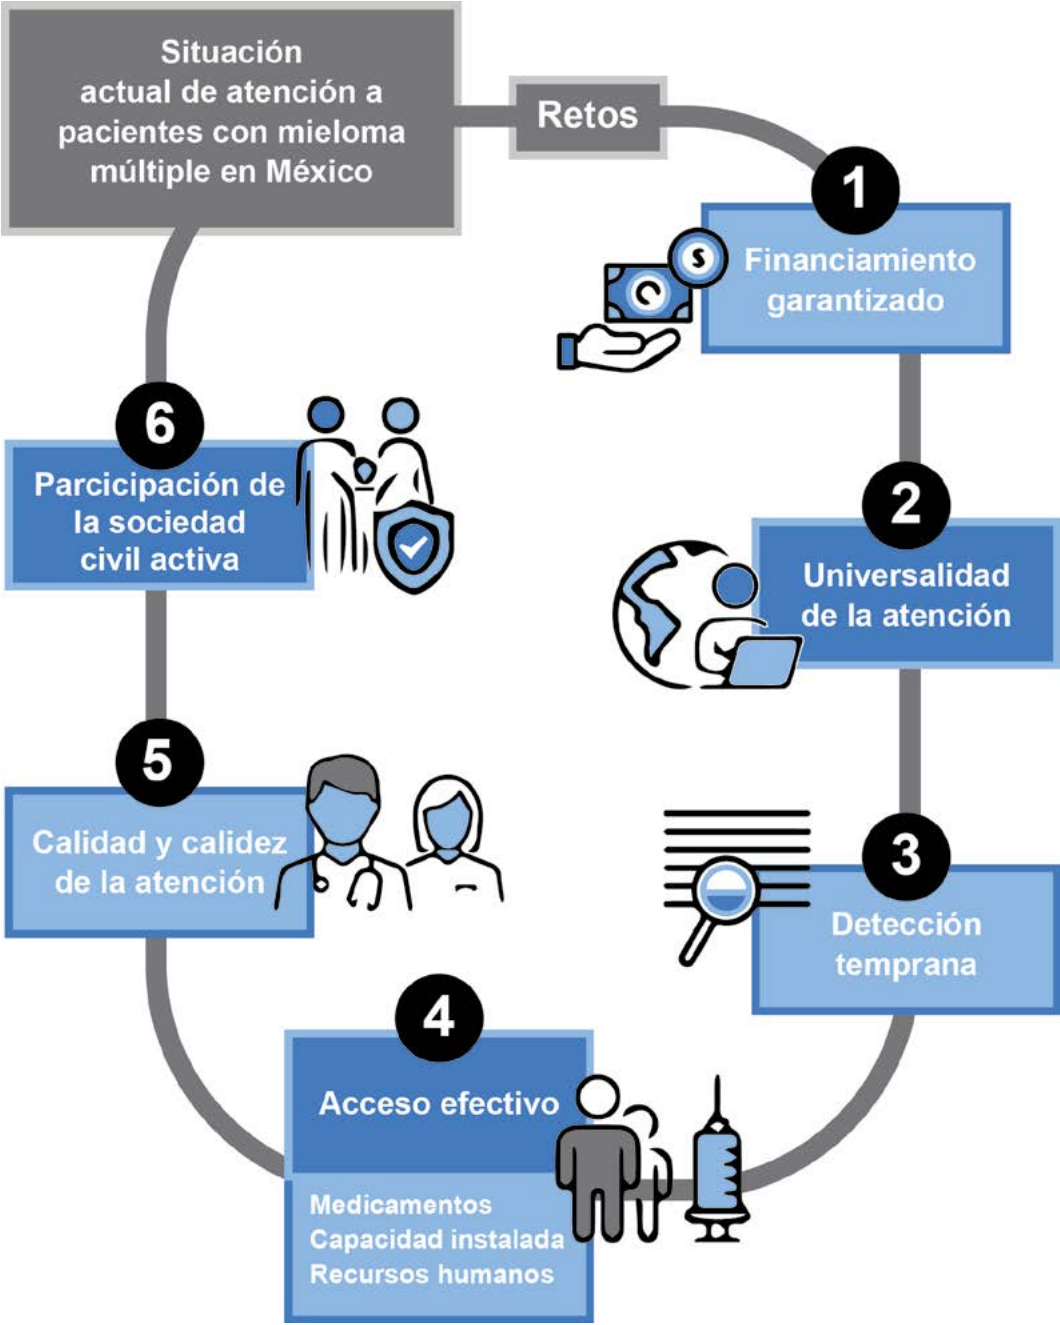 Situación
actual de atención a
pacientes con mieloma
múltiple en México
Retos
1
Financiamiento
garantizado
$
2
Universalidad
de la atención
3
Detección
temprana
4
Acceso efectivo
Medicamentos
Capacidad instalada
Recursos humanos
5
Calidad y calidez
de la atención
6
Parcicipación de
la sociedad
civil activa